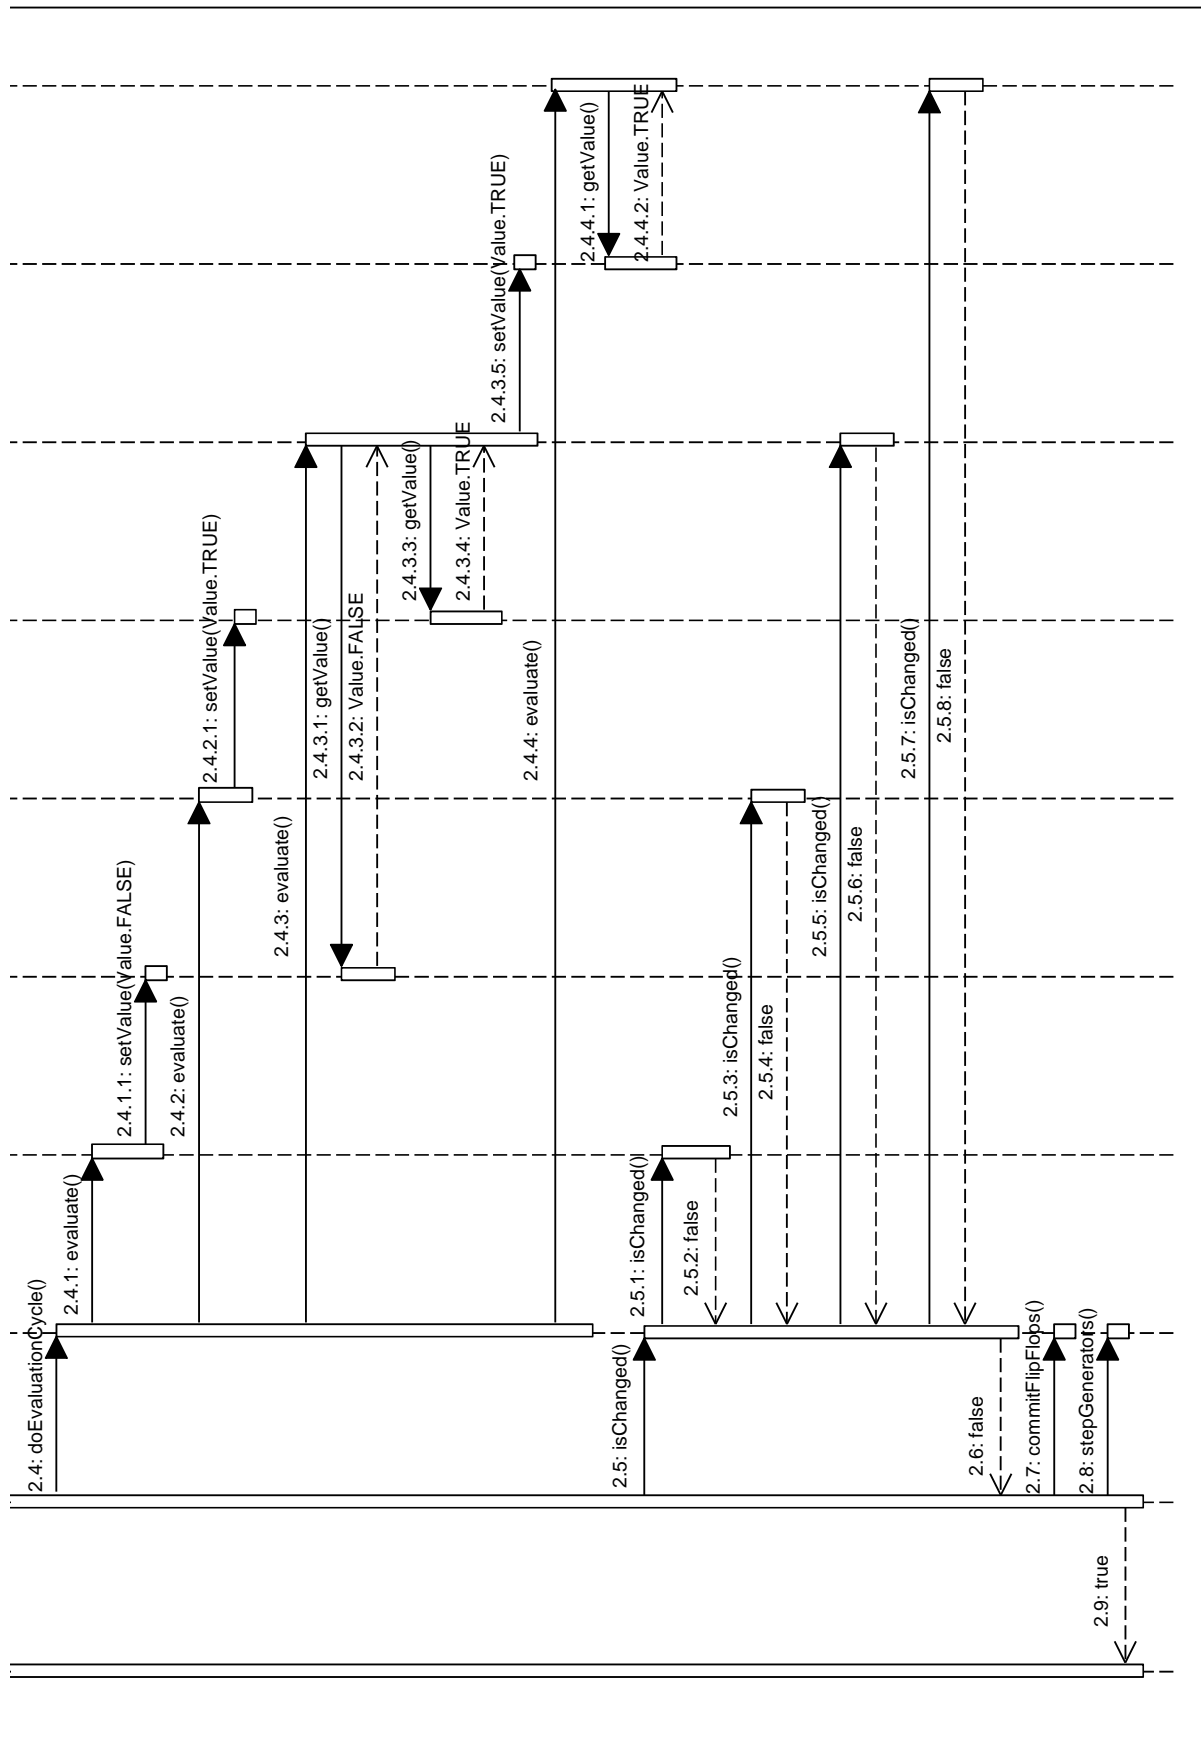 2.4: doEvaluationCycle()
2.4.1: evaluate()
2.4.1.1: setValue(Value.FALSE)
2.4.2: evaluate()
2.4.2.1: setValue(Value.TRUE)
2.4.3: evaluate()
2.4.3.1: getValue()
2.4.3.2: Value.FALSE
2.4.3.3: getValue()
2.4.3.4: Value.TRUE
2.4.3.5: setValue(Value.TRUE)
2.4.4: evaluate()
2.4.4.1: getValue()
2.4.4.2: Value.TRUE
2.5: isChanged()
2.5.1: isChanged()
2.5.2: false
2.5.3: isChanged()
2.5.4: false
2.5.5: isChanged()
2.5.6: false
2.5.7: isChanged()
2.5.8: false
2.6: false
2.7: commitFlipFlops()
2.8: stepGenerators()
2.9: true